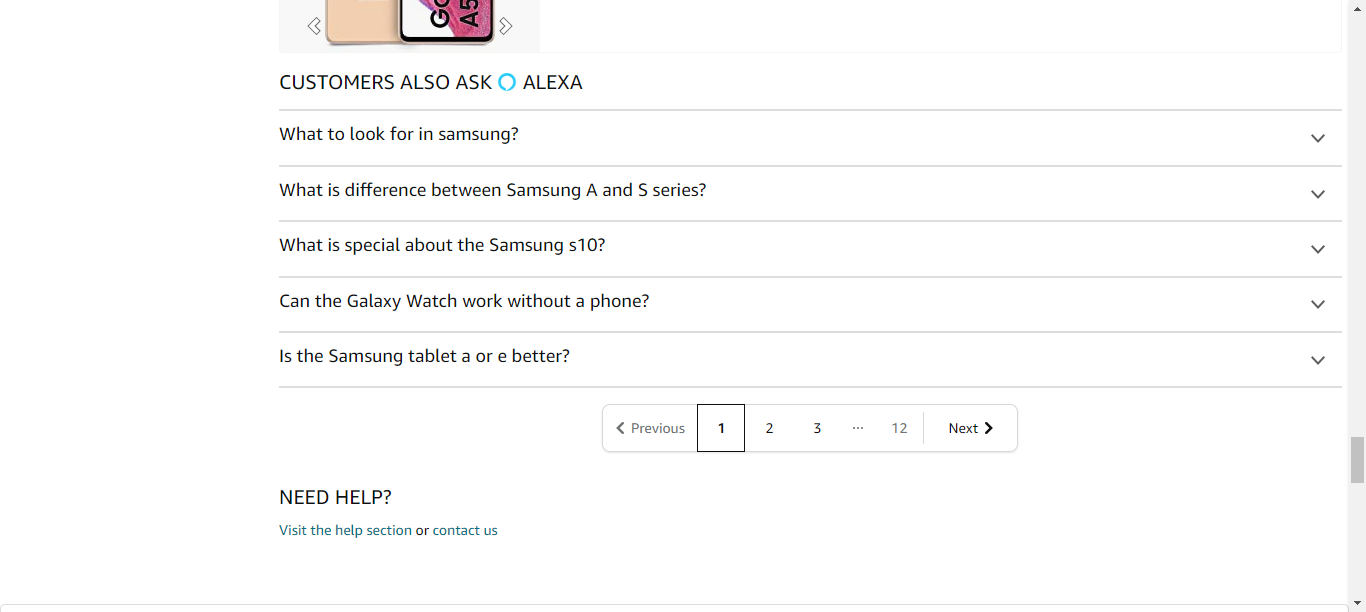 CUSTOMERS ALSO ASK ALEXA
What to look for in samsung?
What is difference between Samsung A and S series?
What is special about the Samsung s10?
Can the Galaxy Watch work without a phone?
Is the Samsung tablet a or e better?
Previous 1 2 3 ... 12 Next
NEED HELP?
Visit the help section or contact us